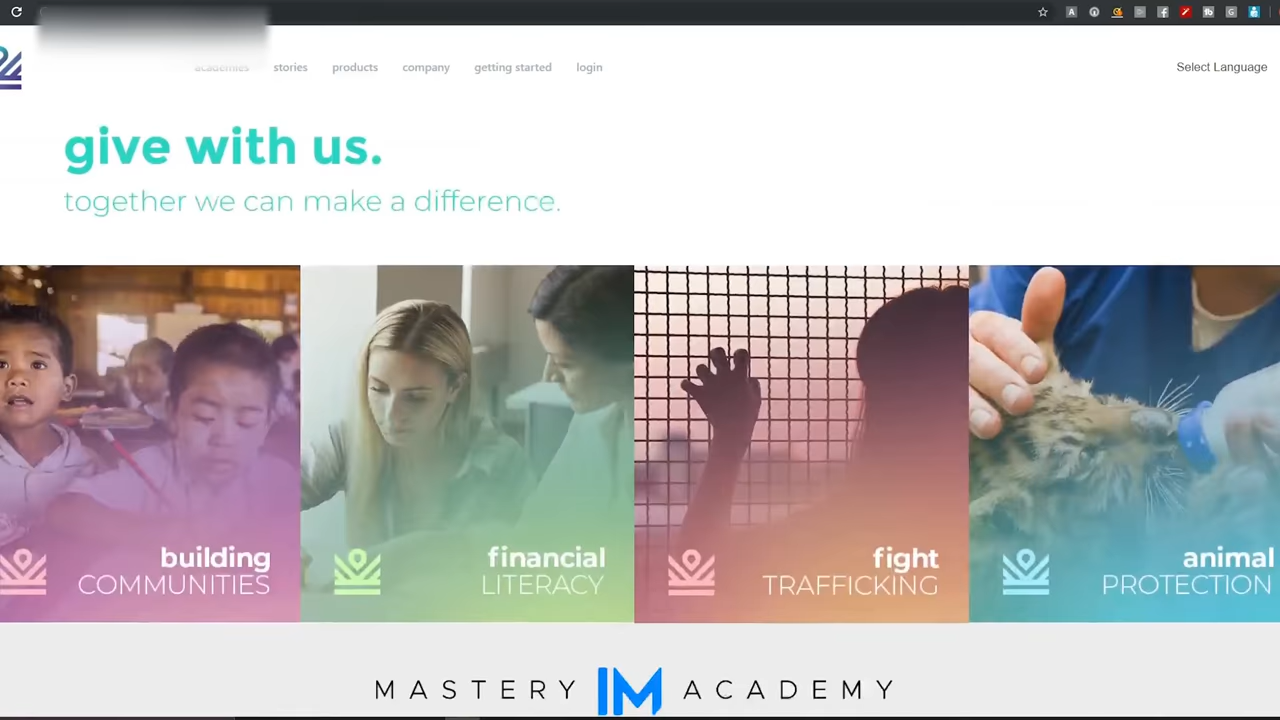 academies stories products company getting started login Select Language
give with us.
together we can make a difference.
building
COMMUNITIES
financial
LITERACY
fight
TRAFFICKING
animal
PROTECTION
MASTERY IM ACADEMY